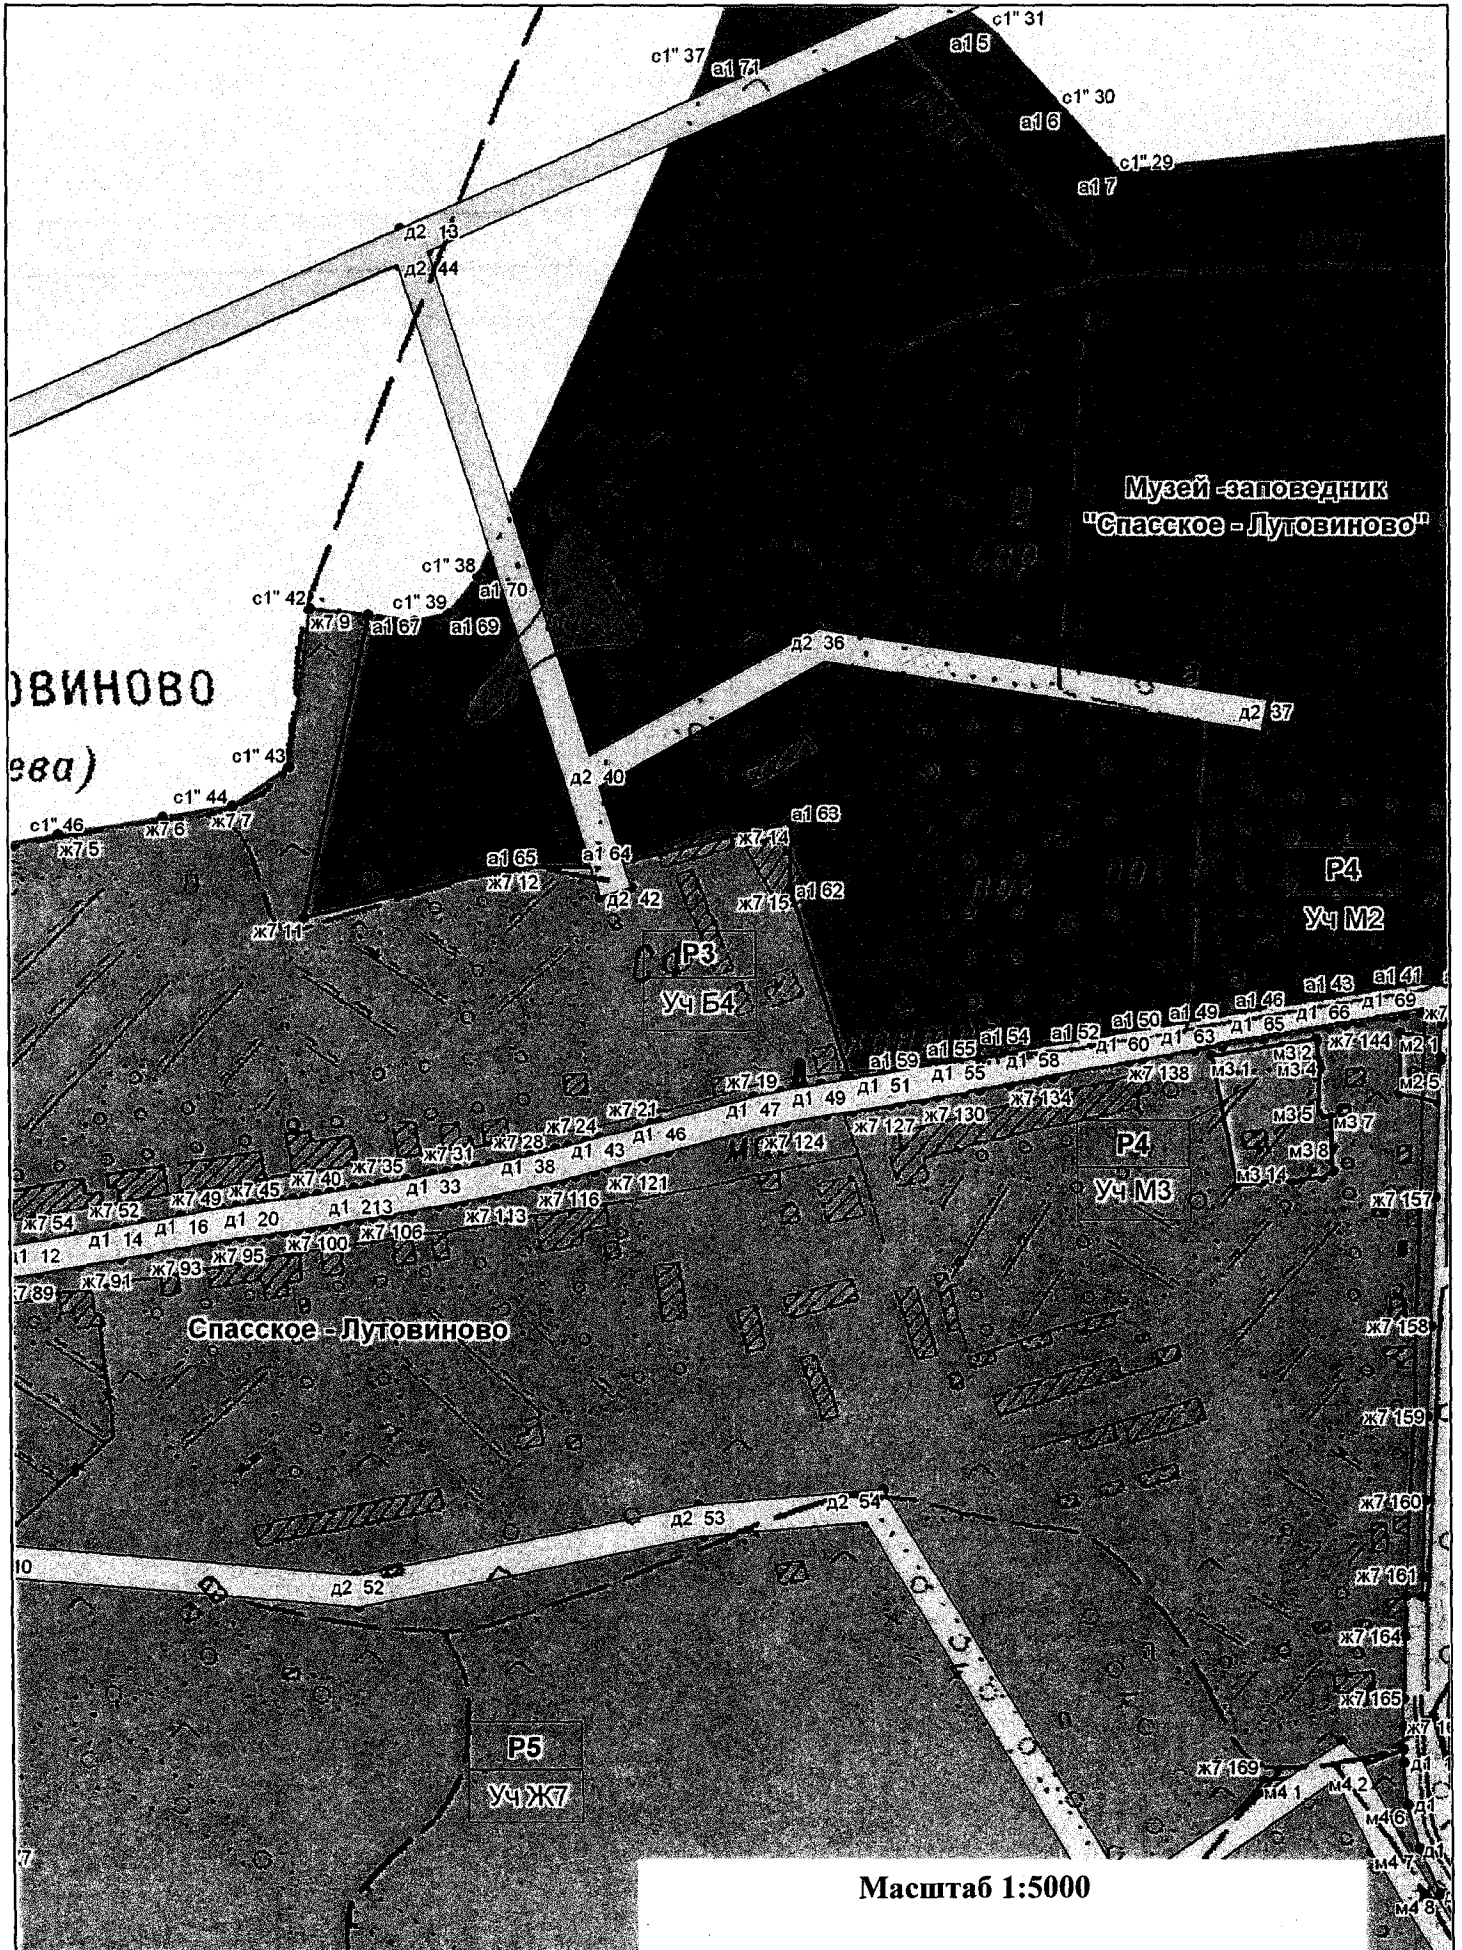 с1" 31
а1 5
с1" 37
а1 71
с1" 30
а1 6
с1" 29
а1 7
д2 13
д2 44
Музей -заповедник
"Спасское - Лутовиново"
с1" 38
а1 70
с1" 42
с1" 39
ж7 9
а1 67
а1 69
д2 36
ОВИНОВО
д2 37
с1" 43
ева)
д2 40
с1" 44
с1" 46
ж7 6
ж7 7
а1 63
ж7 5
ж7 14
а1 65
а1 64
ж7 12
Р4
д2 42
ж7 15
а1 62
Уч М2
ж7 11
Р3
Уч Б4
а1 41
а1 43
а1 46
а1 49
а1 50
а1 52
а1 54
а1 55
а1 59
д1 69
д1 66
д1 65
д1 63
д1 60
д1 58
д1 55
д1 51
д1 49
д1 47
д1 46
д1 43
д1 38
д1 33
д1 213
д1 20
д1 16
д1 14
д1 12
ж7 144
м2 1
м3 2
м3 4
м3 1
ж7 138
м2 5
ж7 19
ж7 134
ж7 130
ж7 127
м3 5
м3 7
ж7 21
ж7 24
ж7 124
Р4
ж7 28
ж7 31
м3 8
м3 14
ж7 35
ж7 40
ж7 45
ж7 49
ж7 52
ж7 54
ж7 121
Уч М3
ж7 157
ж7 116
ж7 113
ж7 106
ж7 100
ж7 95
ж7 93
ж7 91
ж7 89
Спасское - Лутовиново
ж7 158
ж7 159
д2 54
ж7 160
д2 53
ж7 161
д2 52
ж7 164
ж7 165
Р5
Уч Ж7
ж7 169
м4 1
м4 2
м4 6
м4 7
м4 8
Масштаб 1:5000